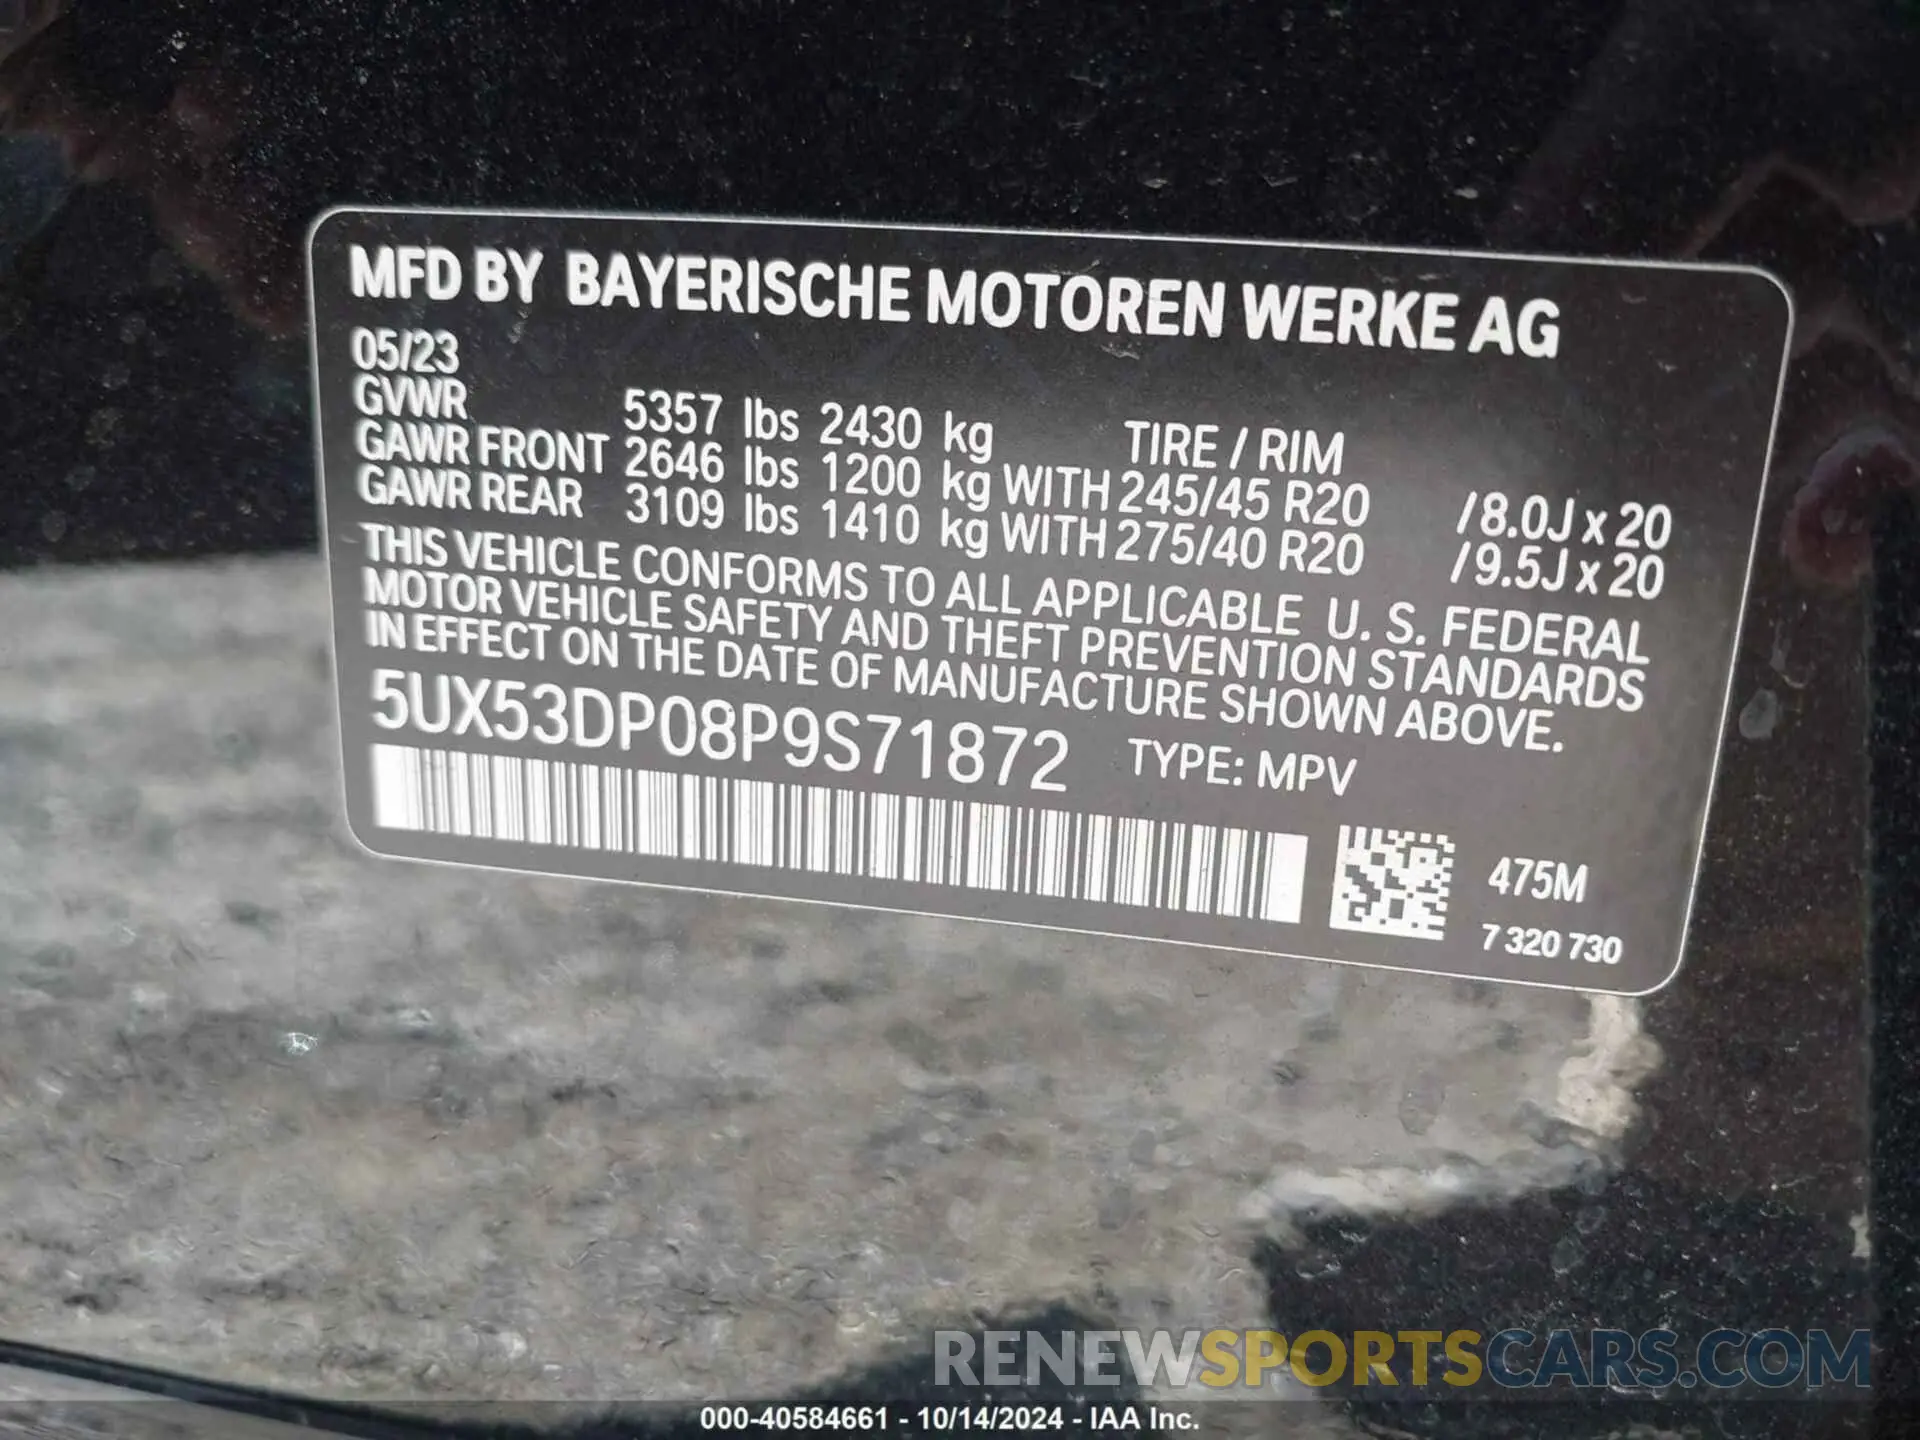 MFD BY BAYERISCHE MOTOREN WERKE AG
05/23
GVWR 5357 lbs 2430 kg TIRE / RIM
GAWR FRONT 2646 lbs 1200 kg WITH 245/45 R20 /8.0J x 20
GAWR REAR 3109 lbs 1410 kg WITH 275/40 R20 /9.5J x 20
THIS VEHICLE CONFORMS TO ALL APPLICABLE U. S. FEDERAL
MOTOR VEHICLE SAFETY AND THEFT PREVENTION STANDARDS
IN EFFECT ON THE DATE OF MANUFACTURE SHOWN ABOVE.
5UX53DP08P9S71872 TYPE: MPV
475M
7 320 730
RENEWSPORTSCARS.COM
000-40584661 - 10/14/2024 - IAA Inc.